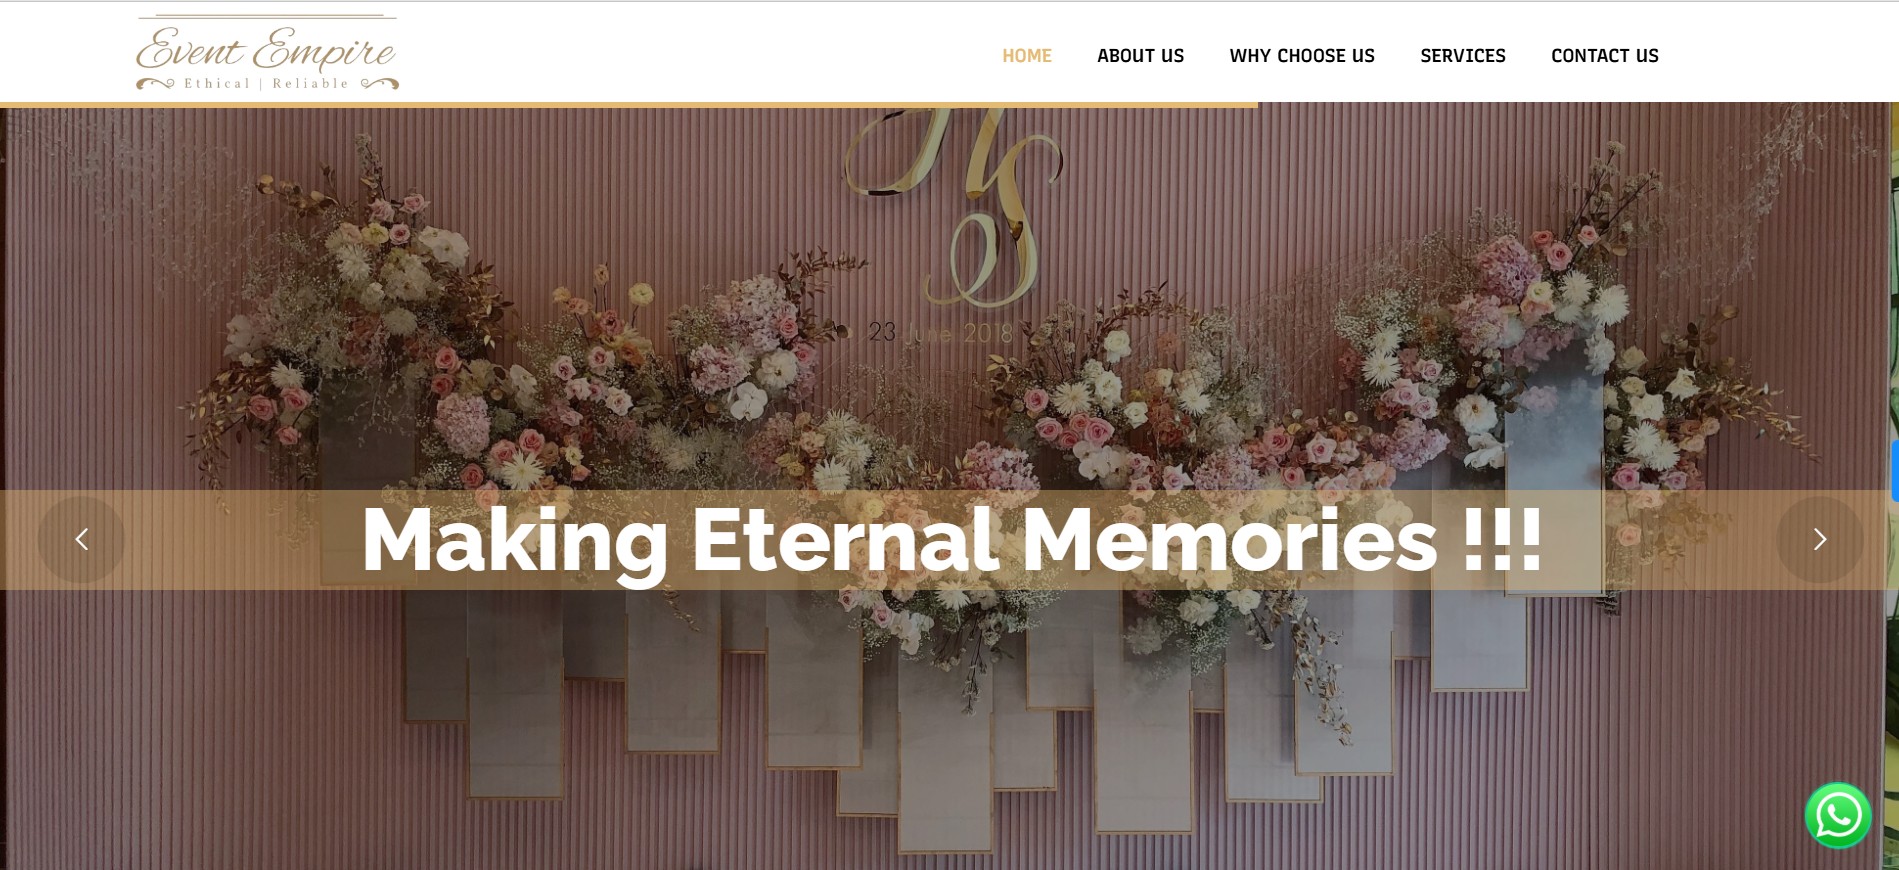 Event Empire
Ethical | Reliable
HOME
ABOUT US
WHY CHOOSE US
SERVICES
CONTACT US
23 June 2018
Making Eternal Memories !!!